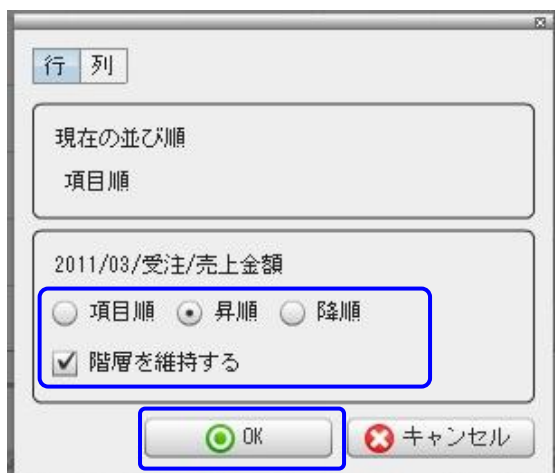 行 列
現在の並び順
項目順
2011/03/受注/売上金額
項目順 昇順 降順
階層を維持する
OK キャンセル